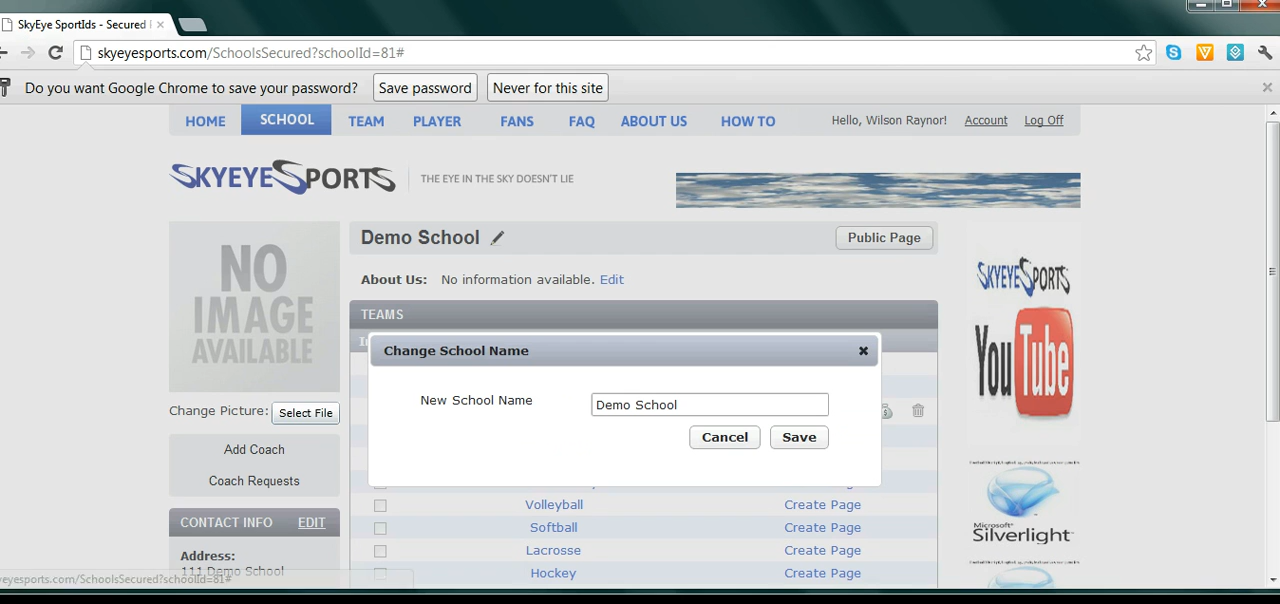 SkyEye SportIds - Secured
skyeyesports.com/SchoolsSecured?schoolId=81#
Do you want Google Chrome to save your password? Save password Never for this site
HOME SCHOOL TEAM PLAYER FANS FAQ ABOUT US HOW TO Hello, Wilson Raynor! Account Log Off
SKYEYESPORTS THE EYE IN THE SKY DOESN'T LIE
Demo School Public Page
NO
IMAGE
AVAILABLE
About Us: No information available. Edit
TEAMS
SKYEYESPORTS
You Tube
Change School Name
New School Name Demo School
Cancel Save
Change Picture: Select File
Add Coach
Coach Requests
Volleyball Create Page
Softball Create Page
Lacrosse Create Page
Hockey Create Page
CONTACT INFO EDIT
Address:
111 Demo School
Microsoft®
Silverlight™
eyesports.com/SchoolsSecured?schoolId=81#